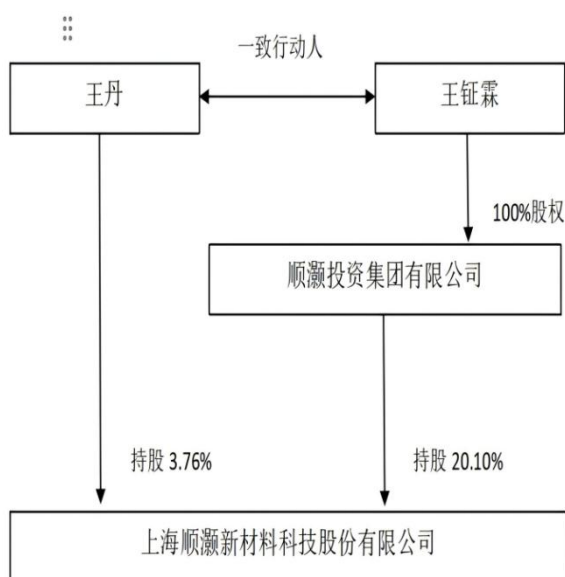 一致行动人
王丹
王钲霖
100%股权
顺灏投资集团有限公司
持股 3.76%
持股 20.10%
上海顺灏新材料科技股份有限公司